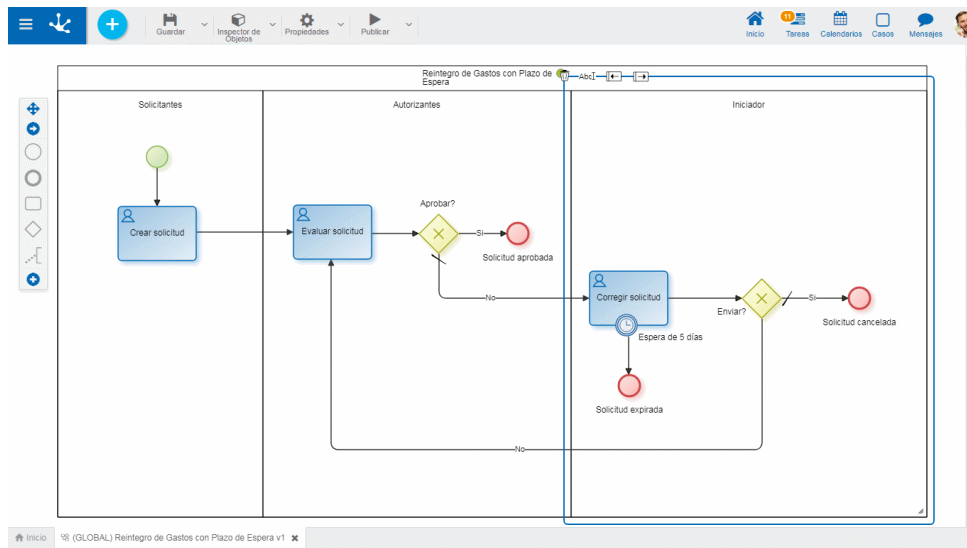 Guardar
Inspector de
Objetos
Propiedades
Publicar
Inicio
11
Tareas
Calendarios
Casos
Mensajes
Reintegro de Gastos con Plazo de
Espera
Abc
Solicitantes
Autorizantes
Iniciador
Crear solicitud
Evaluar solicitud
Aprobar?
Si
Solicitud aprobada
No
Corregir solicitud
Espera de 5 días
Solicitud expirada
Enviar?
Si
Solicitud cancelada
No
Inicio
(GLOBAL) Reintegro de Gastos con Plazo de Espera v1